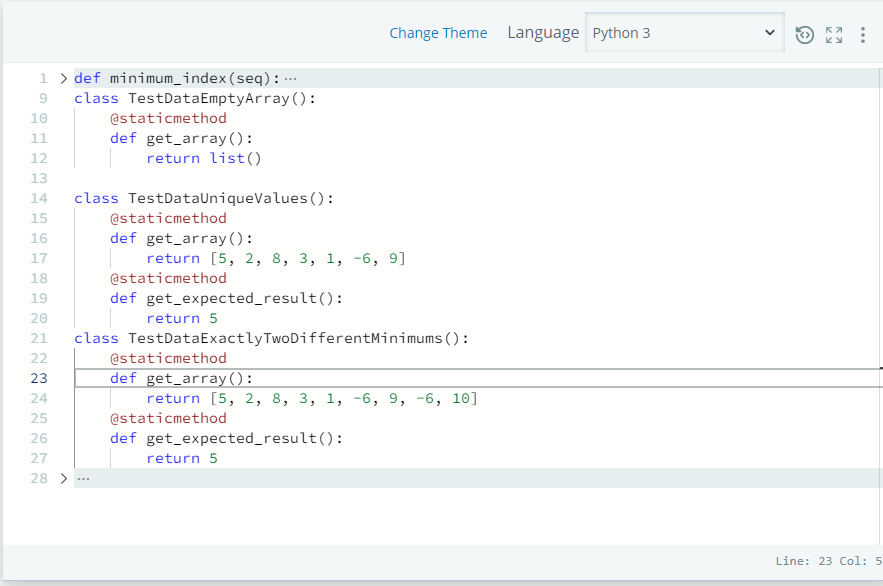 Change Theme Language Python 3
1 def minimum_index(seq): ···
9 class TestDataEmptyArray():
10 @staticmethod
11 def get_array():
12 return list()
13
14 class TestDataUniqueValues():
15 @staticmethod
16 def get_array():
17 return [5, 2, 8, 3, 1, -6, 9]
18 @staticmethod
19 def get_expected_result():
20 return 5
21 class TestDataExactlyTwoDifferentMinimums():
22 @staticmethod
23 def get_array():
24 return [5, 2, 8, 3, 1, -6, 9, -6, 10]
25 @staticmethod
26 def get_expected_result():
27 return 5
28 ···
Line: 23 Col: 5